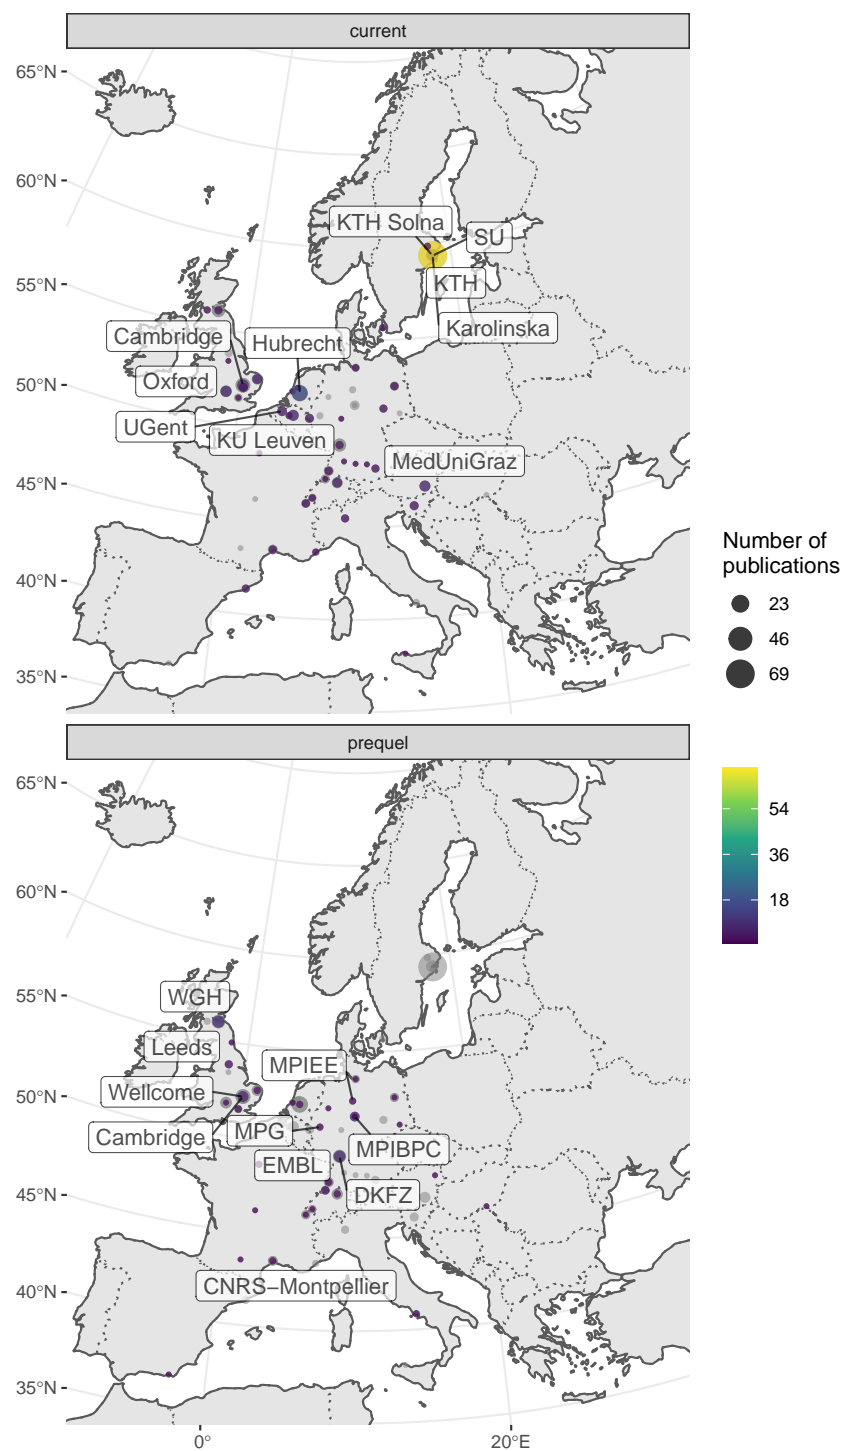 current
65°N
60°N
KTH Solna
SU
55°N
KTH
Cambridge
Hubrecht
Karolinska
50°N
Oxford
UGent
KU Leuven
MedUniGraz
45°N
40°N
35°N
Number of
publications
23
46
69
prequel
65°N
54
36
60°N
18
WGH
55°N
Leeds
MPIEE
50°N
Wellcome
MPG
Cambridge
MPIBPC
EMBL
45°N
DKFZ
CNRS−Montpellier
40°N
35°N
0°
20°E